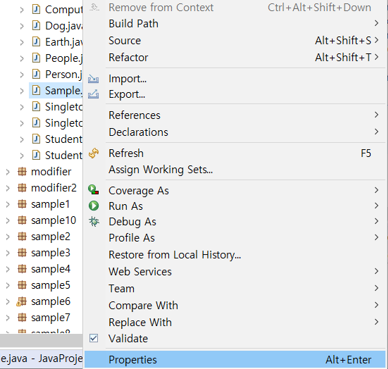 Comput
Dog.java
Earth.jav
People.j
Person.j
Sample.
Singleto
Singleto
Student
Student
modifier
modifier2
sample1
sample10
sample2
sample3
sample4
sample5
sample6
sample7
e.java - JavaProje
Remove from Context Ctrl+Alt+Shift+Down
Build Path >
Source Alt+Shift+S >
Refactor Alt+Shift+T >
Import...
Export...
References >
Declarations >
Refresh F5
Assign Working Sets...
Coverage As >
Run As >
Debug As >
Profile As >
Restore from Local History...
Web Services >
Team >
Compare With >
Replace With >
Validate
Properties Alt+Enter